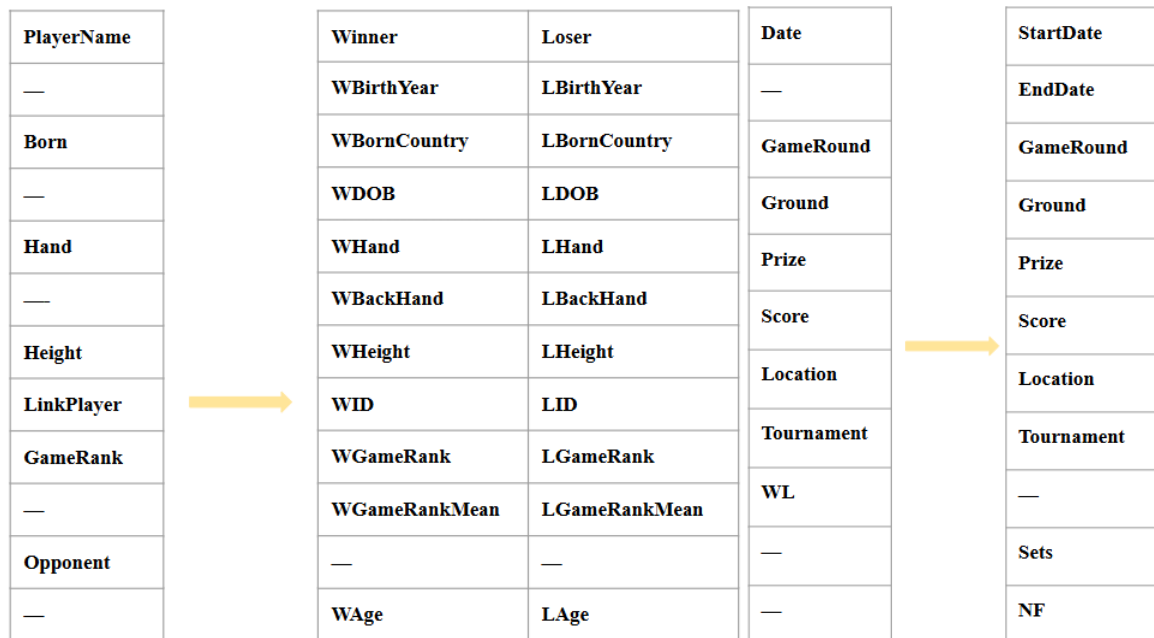 PlayerName Winner Loser Date StartDate
— WBirthYear LBirthYear — EndDate
Born WBornCountry LBornCountry GameRound GameRound
— WDOB LDOB Ground Ground
Hand WHand LHand Prize Prize
— WBackHand LBackHand Score Score
Height WHeight LHeight Location Location
LinkPlayer WID LID Tournament Tournament
GameRank WGameRank LGameRank WL —
— WGameRankMean LGameRankMean — Sets
Opponent — — — NF
— WAge LAge